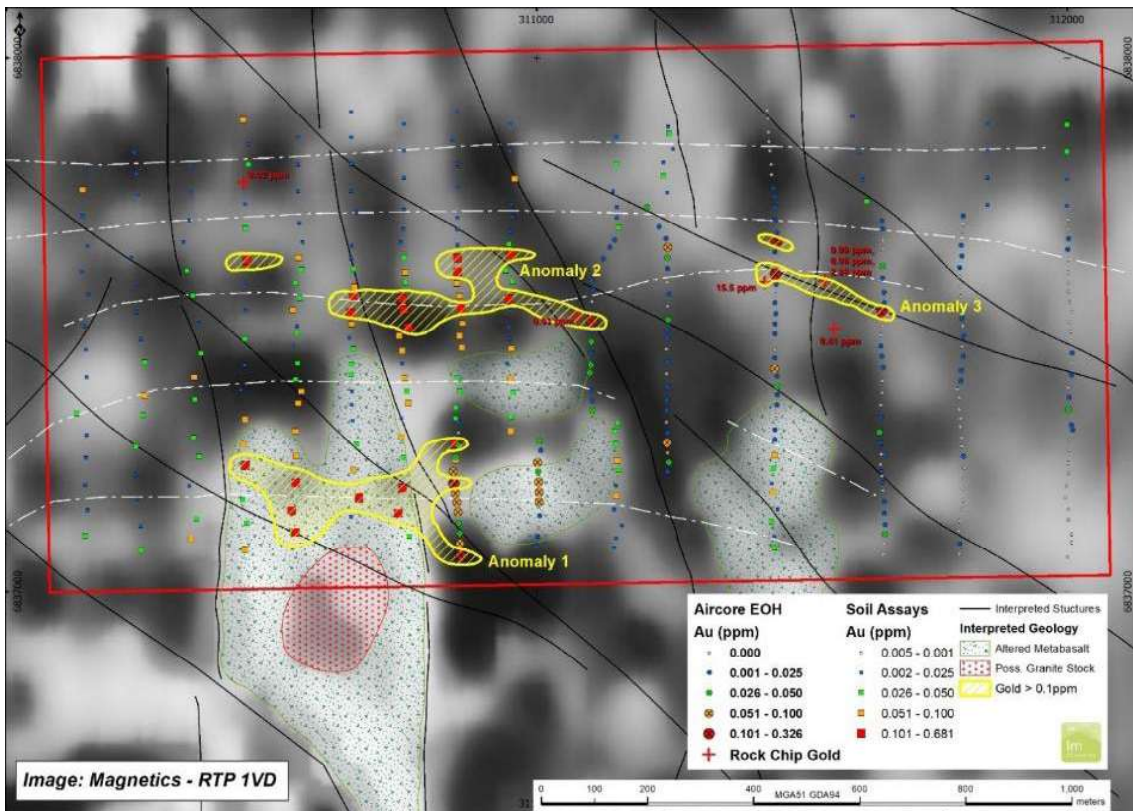 311000
312000
6838000
6838000
15.5 ppm
Anomaly 2
Anomaly 3
Anomaly 1
6837000
6837000
Aircore EOH
Au (ppm)
0.000
0.001 - 0.025
0.026 - 0.050
0.051 - 0.100
0.101 - 0.326
Rock Chip Gold
Soil Assays
Au (ppm)
0.005 - 0.001
0.002 - 0.025
0.026 - 0.050
0.051 - 0.100
0.101 - 0.681
Interpreted Stuctures
Interpreted Geology
Altered Metabasalt
Poss. Granite Stock
Gold > 0.1ppm
lm
Image: Magnetics - RTP 1VD
MGA51 GDA94
0 200 400 600 800 1,000
meters